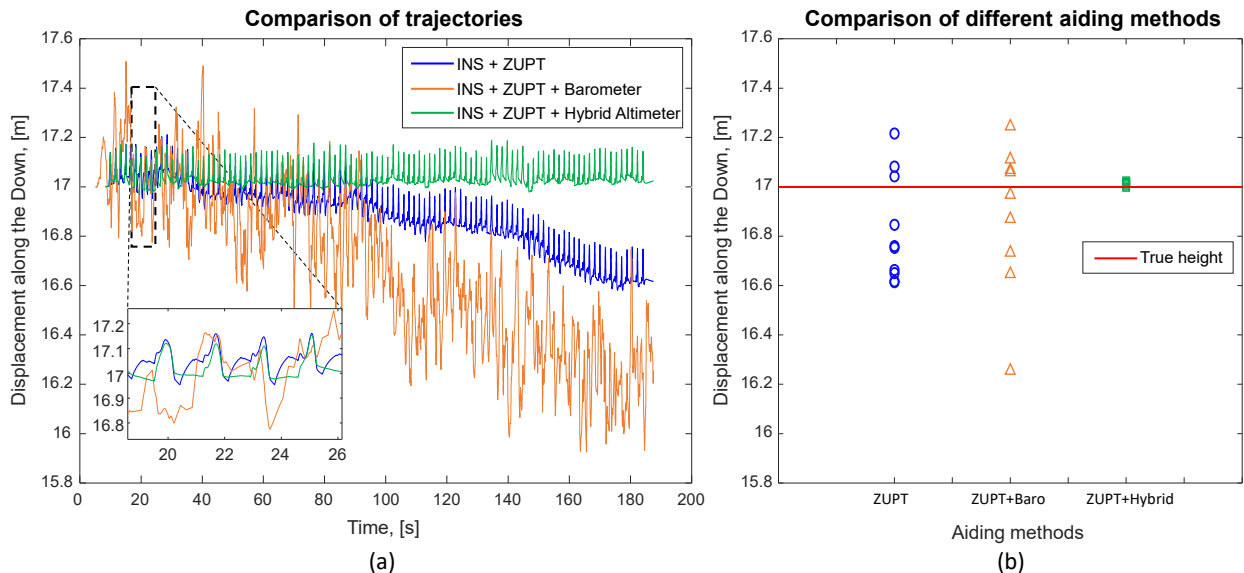 Comparison of trajectories
17.6
17.4
17.2
17
16.8
16.6
16.4
16.2
16
15.8
Displacement along the Down, [m]
INS + ZUPT
INS + ZUPT + Barometer
INS + ZUPT + Hybrid Altimeter
17.2
17.1
17
16.9
16.8
20 22 24 26
0 20 40 60 80 100 120 140 160 180 200
Time, [s]
(a)
Comparison of different aiding methods
17.6
17.4
17.2
17
16.8
16.6
16.4
16.2
16
15.8
Displacement along the Down, [m]
True height
ZUPT ZUPT+Baro ZUPT+Hybrid
Aiding methods
(b)